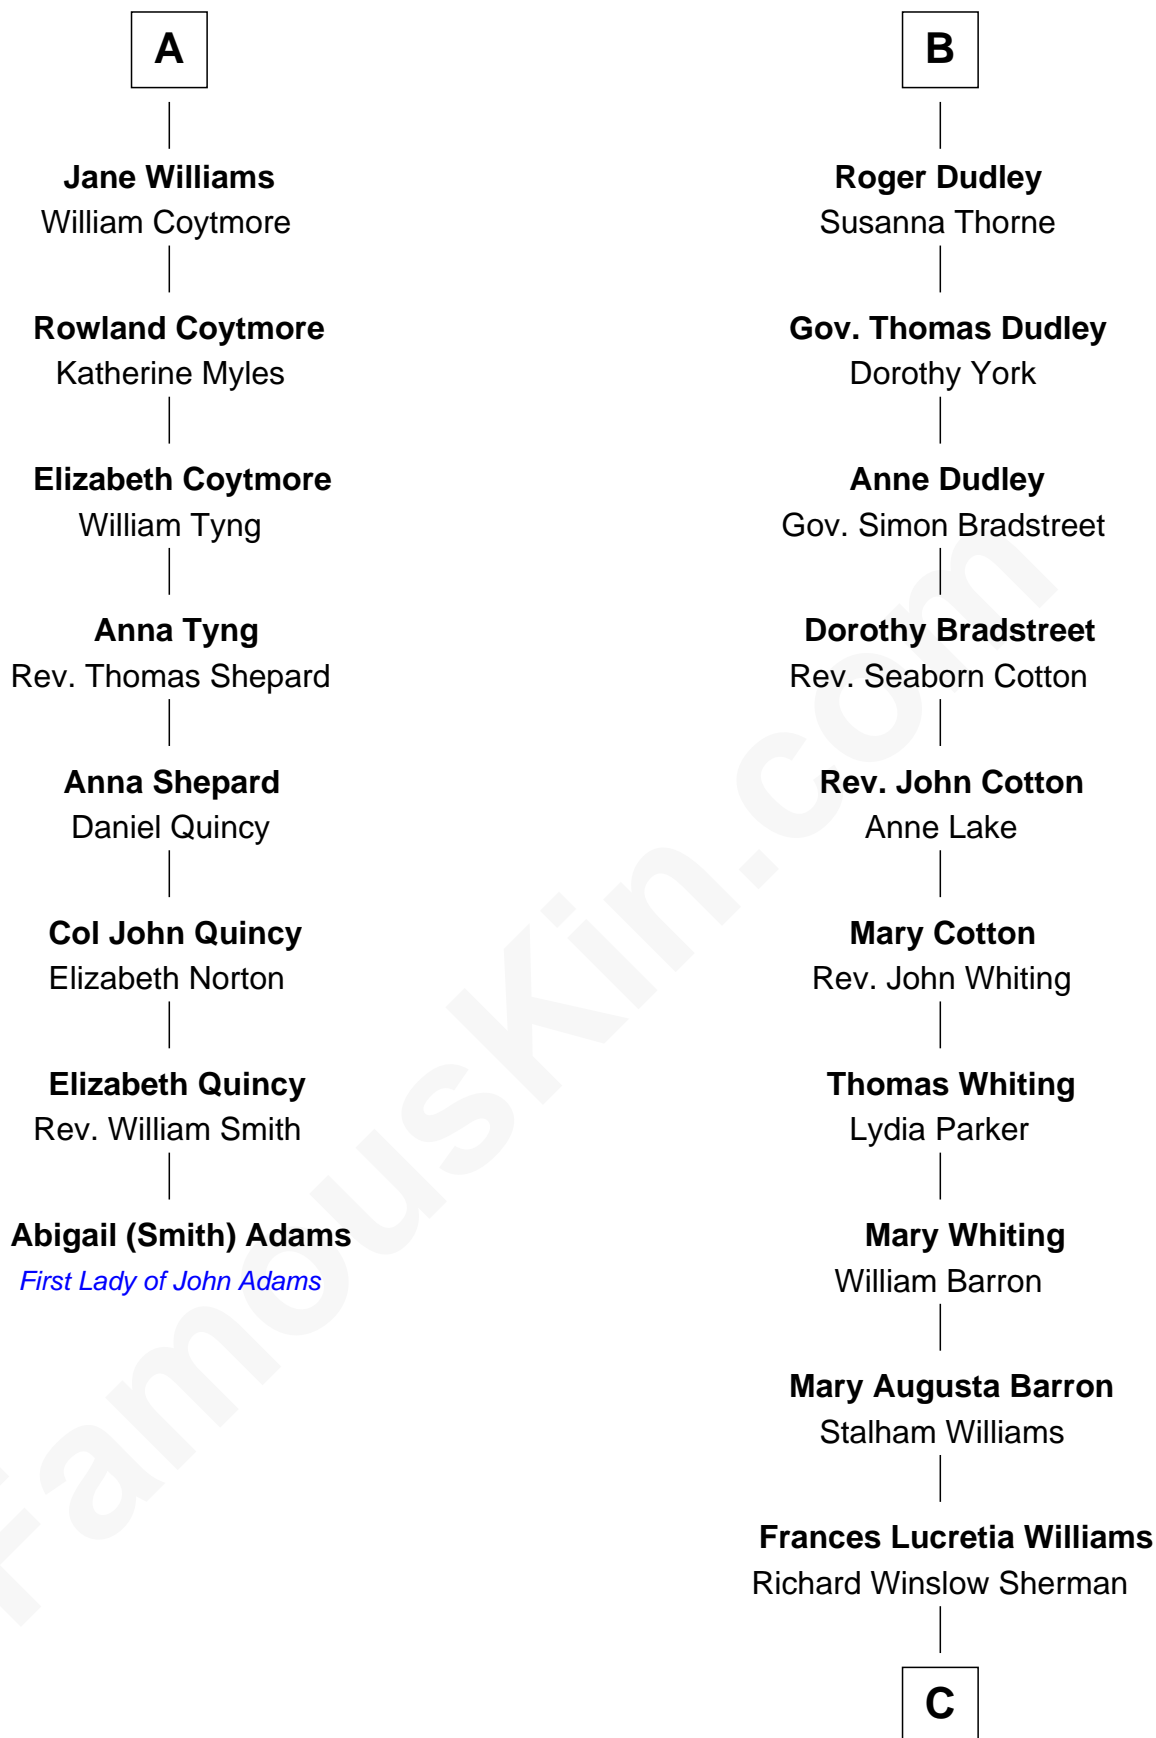 A
Jane Williams
William Coytmore
Rowland Coytmore
Katherine Myles
Elizabeth Coytmore
William Tyng
Anna Tyng
Rev. Thomas Shepard
Anna Shepard
Daniel Quincy
Col John Quincy
Elizabeth Norton
Elizabeth Quincy
Rev. William Smith
Abigail (Smith) Adams
First Lady of John Adams
B
Roger Dudley
Susanna Thorne
Gov. Thomas Dudley
Dorothy York
Anne Dudley
Gov. Simon Bradstreet
Dorothy Bradstreet
Rev. Seaborn Cotton
Rev. John Cotton
Anne Lake
Mary Cotton
Rev. John Whiting
Thomas Whiting
Lydia Parker
Mary Whiting
William Barron
Mary Augusta Barron
Stalham Williams
Frances Lucretia Williams
Richard Winslow Sherman
C
FamousKin.com